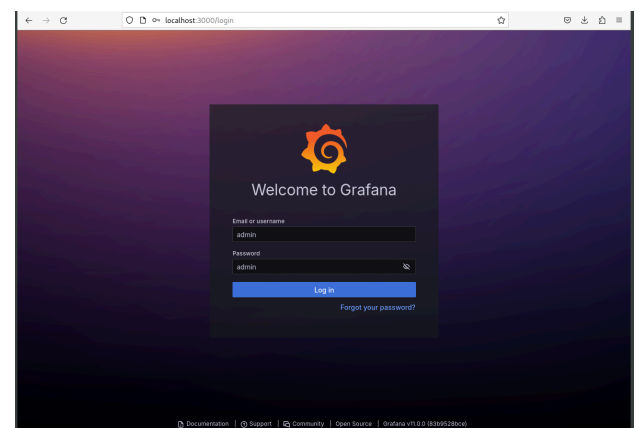 localhost:3000/login
Welcome to Grafana
Email or username
admin
Password
admin
Log in
Forgot your password?
Documentation | Support | Community | Open Source | Grafana v11.0.0 (83b9528bce)